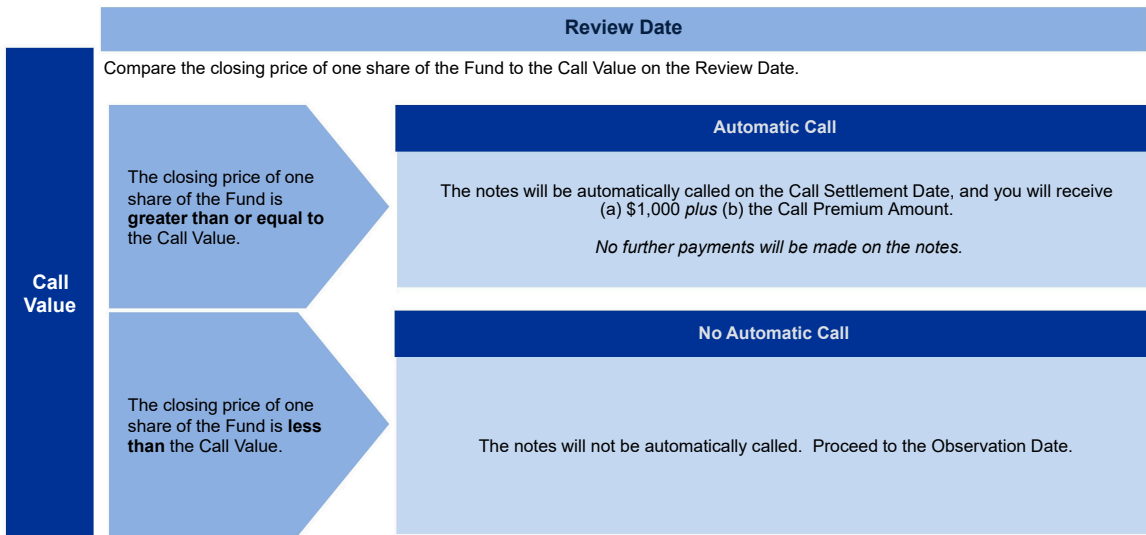 Review Date
Compare the closing price of one share of the Fund to the Call Value on the Review Date.
Call
Value
The closing price of one
share of the Fund is
greater than or equal to
the Call Value.
Automatic Call
The notes will be automatically called on the Call Settlement Date, and you will receive
(a) $1,000 plus (b) the Call Premium Amount.
No further payments will be made on the notes.
The closing price of one
share of the Fund is less
than the Call Value.
No Automatic Call
The notes will not be automatically called.  Proceed to the Observation Date.